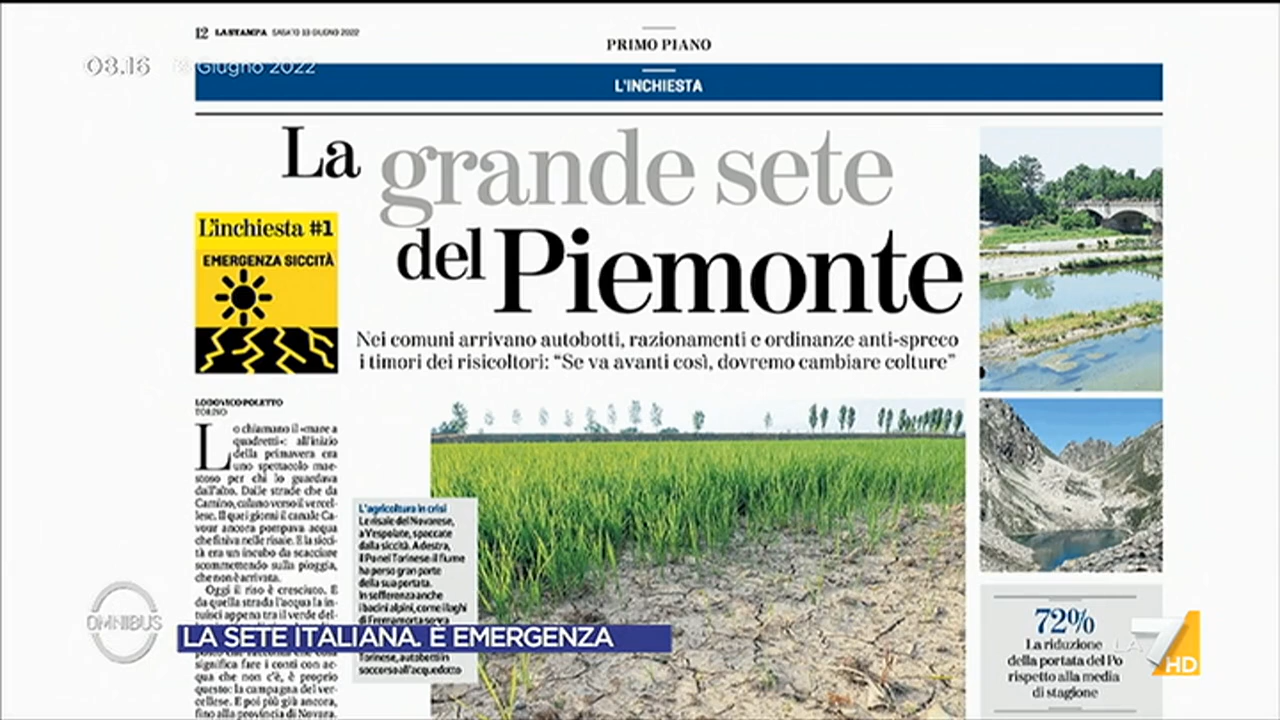 12 LA STAMPA SABATO 18 GIUGNO 2022
PRIMO PIANO
08.16
Giugno 2022
L'INCHIESTA
La grande sete
del Piemonte
L'inchiesta #1
EMERGENZA SICCITÀ
Nei comuni arrivano autobotti, razionamenti e ordinanze anti-spreco
i timori dei risicoltori: “Se va avanti così, dovremo cambiare colture”
LODOVICO POLETTO
TORINO
Lo chiamano il «mare a
quadretti»: all'inizio
della primavera era
uno spettacolo mae-
stoso per chi lo guardava
dall'alto. Dalle strade che da
Camino, calano verso il vercel-
lese. Il quei giorni il canale Ca-
vour ancora pompava acqua
che finiva nelle risaie. E la sicci-
tà era un incubo da scacciare
scommettendo sulla pioggia,
che non è arrivata.
Oggi il riso è cresciuto. E
da quella strada l'acqua la in-
tuisci appena tra il verde del-
significa fare i conti con ac-
qua che non c'è, è proprio
questo: la campagna del ver-
cellese. E poi più già ancora,
fino alla provincia di Novara.
L'agricoltura in crisi
Le risaie del Novarese,
a Vespolate, spaccate
dalla siccità. A destra,
il Po nel Torinese: il fiume
ha perso gran parte
della sua portata.
In sofferenza anche
i bacini alpini, come i laghi
di Fremamorta
Torinese, autobotti in
soccorso all'acquedotto
72%
La riduzione
della portata del Po
rispetto alla media
di stagione
OMNIBUS
LA SETE ITALIANA. È EMERGENZA
LA 7 HD